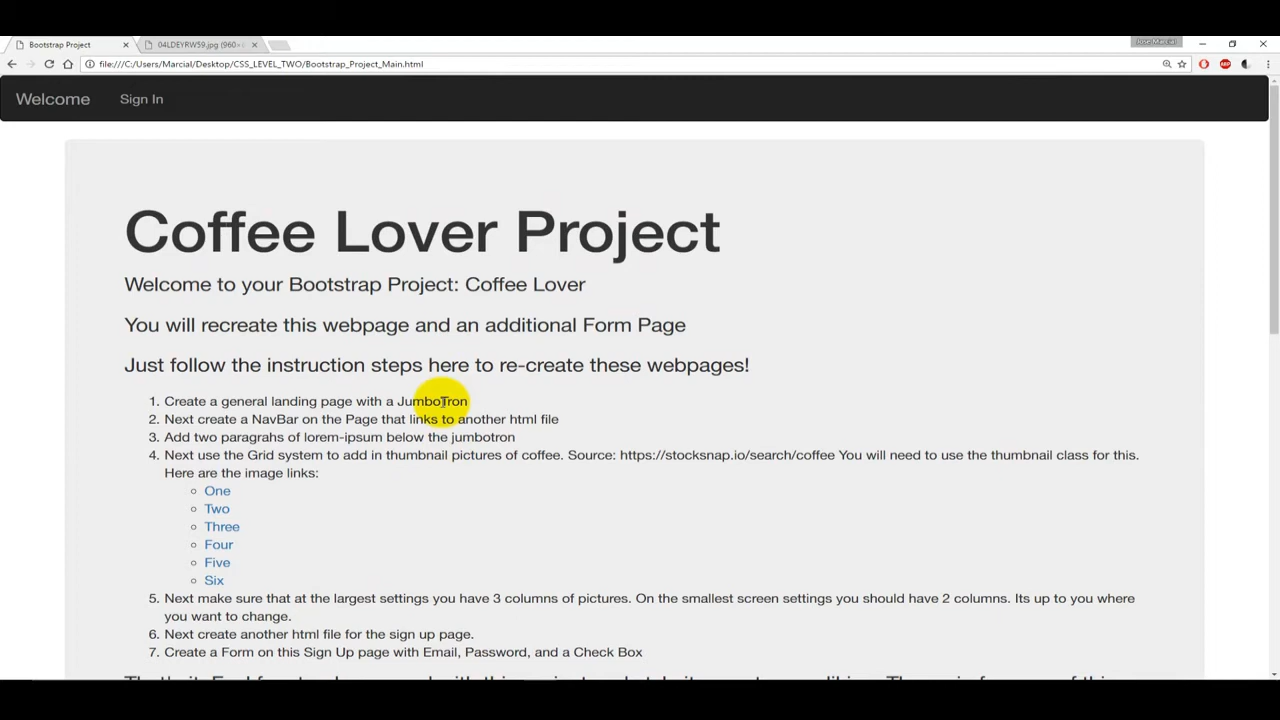 Bootstrap Project
04LDEYRW59.jpg (960×
Jose Marcial
file:///C:/Users/Marcial/Desktop/CSS_LEVEL_TWO/Bootstrap_Project_Main.html
Welcome Sign In
Coffee Lover Project
Welcome to your Bootstrap Project: Coffee Lover
You will recreate this webpage and an additional Form Page
Just follow the instruction steps here to re-create these webpages!
1. Create a general landing page with a JumboTron
2. Next create a NavBar on the Page that links to another html file
3. Add two paragrahs of lorem-ipsum below the jumbotron
4. Next use the Grid system to add in thumbnail pictures of coffee. Source: https://stocksnap.io/search/coffee You will need to use the thumbnail class for this.
Here are the image links:
One
Two
Three
Four
Five
Six
5. Next make sure that at the largest settings you have 3 columns of pictures. On the smallest screen settings you should have 2 columns. Its up to you where
you want to change.
6. Next create another html file for the sign up page.
7. Create a Form on this Sign Up page with Email, Password, and a Check Box